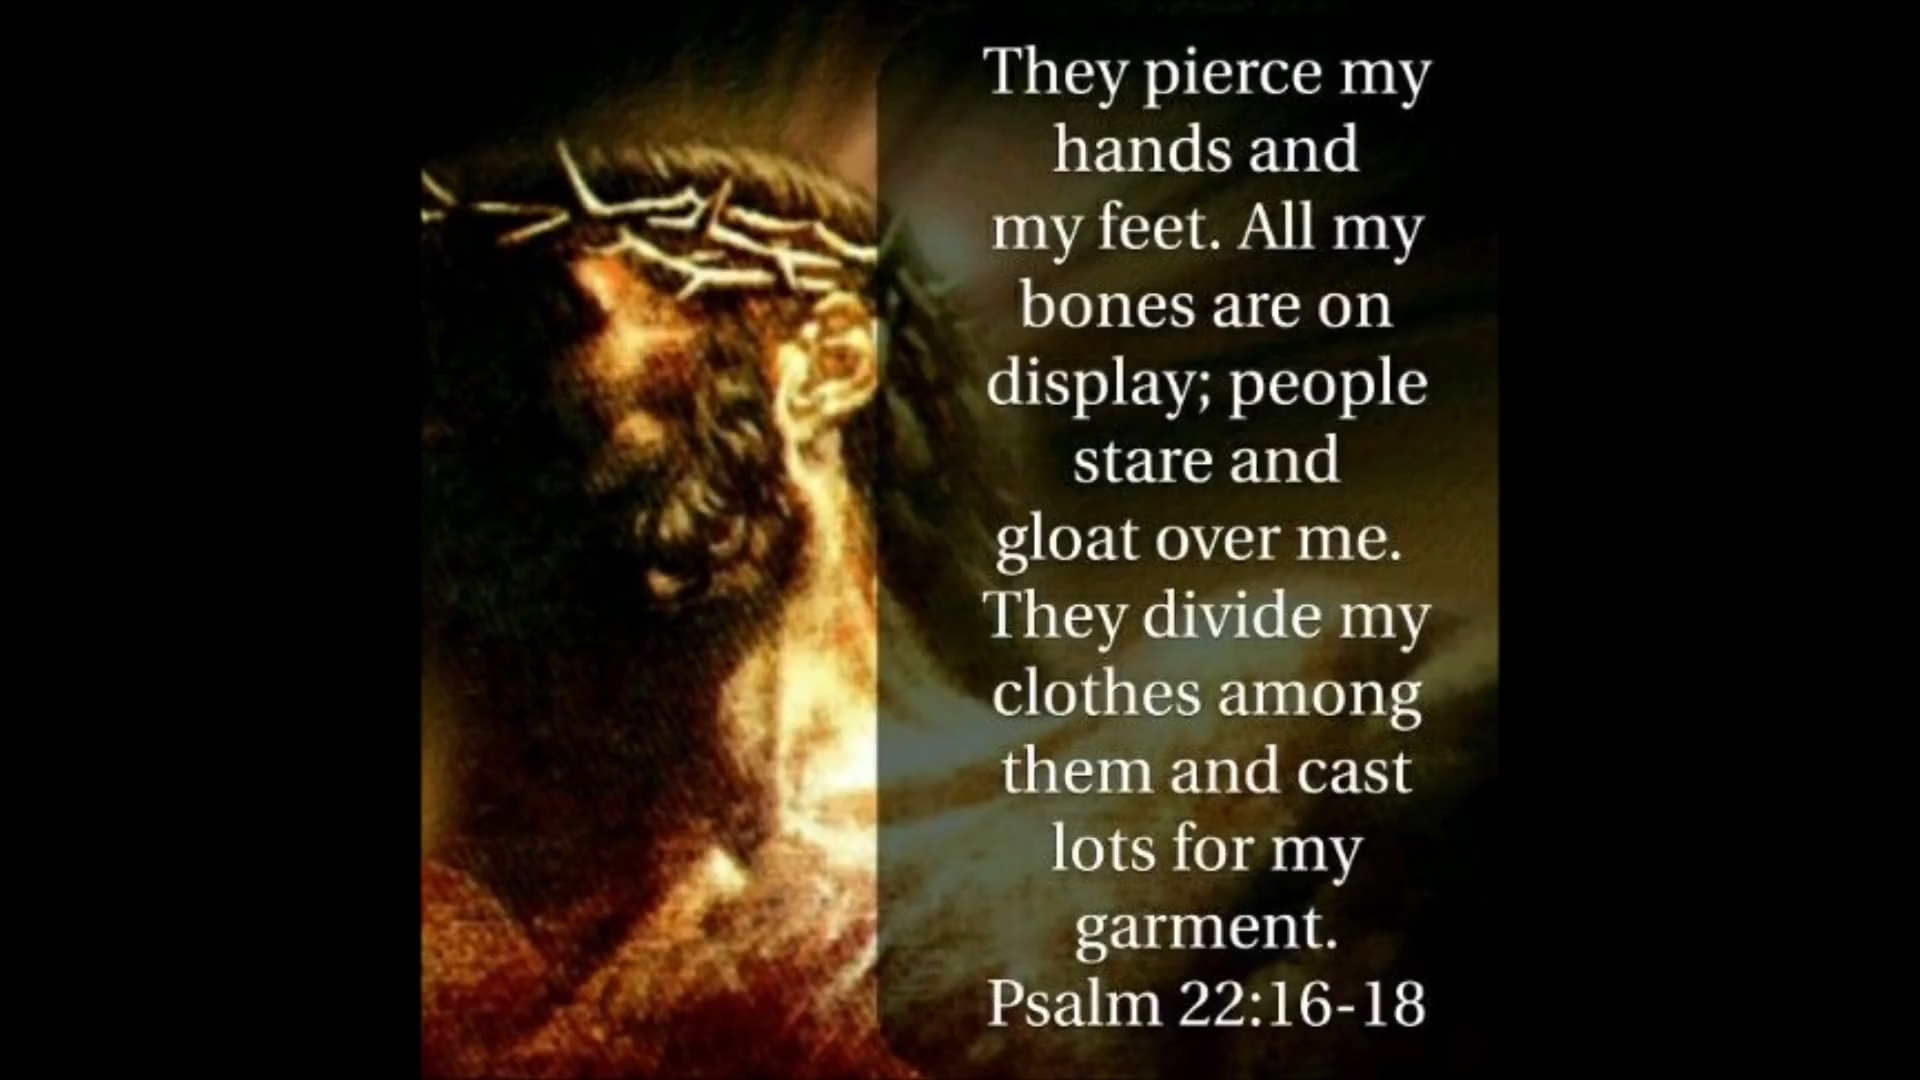 They pierce my
hands and
my feet. All my
bones are on
display; people
stare and
gloat over me.
They divide my
clothes among
them and cast
lots for my
garment.
Psalm 22:16-18